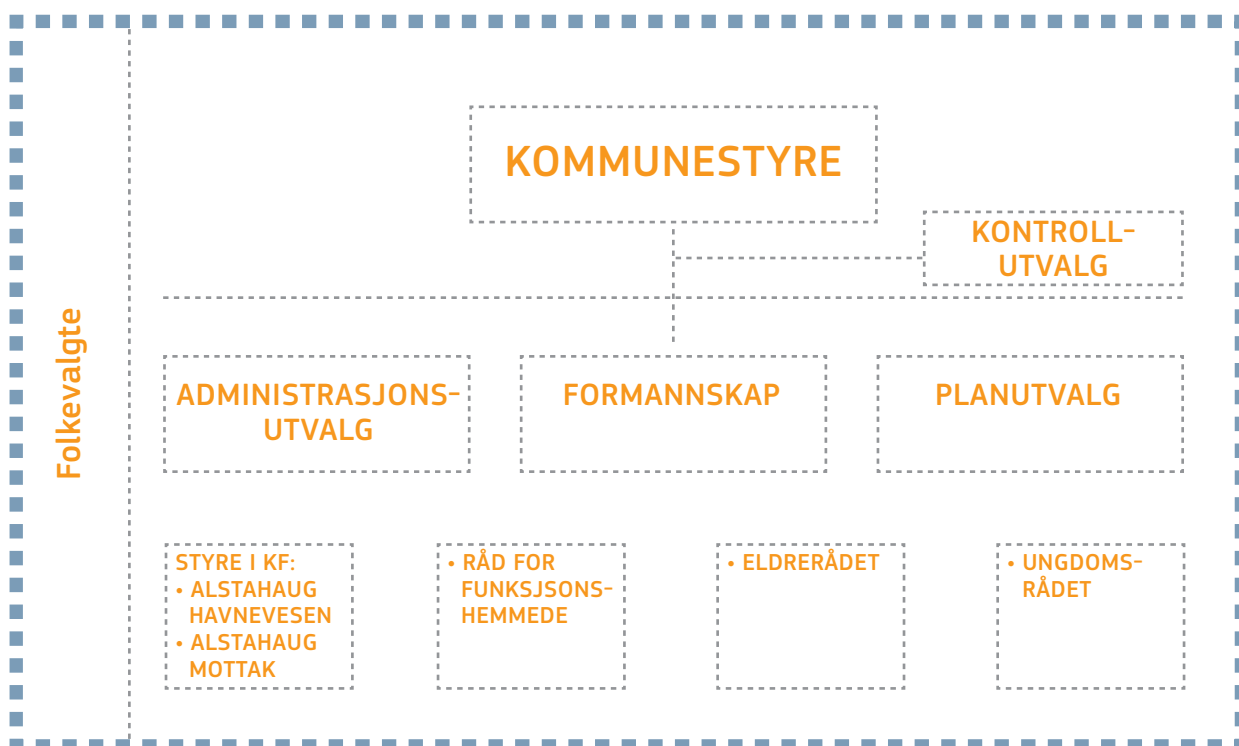 KOMMUNESTYRE
KONTROLL-
UTVALG
Folkevalgte
ADMINISTRASJONS-
UTVALG
FORMANNSKAP
PLANUTVALG
STYRE I KF:
• ALSTAHAUG
HAVNEVESEN
• ALSTAHAUG
MOTTAK
• RÅD FOR
FUNKSJSONS-
HEMMEDE
• ELDRERÅDET
• UNGDOMS-
RÅDET